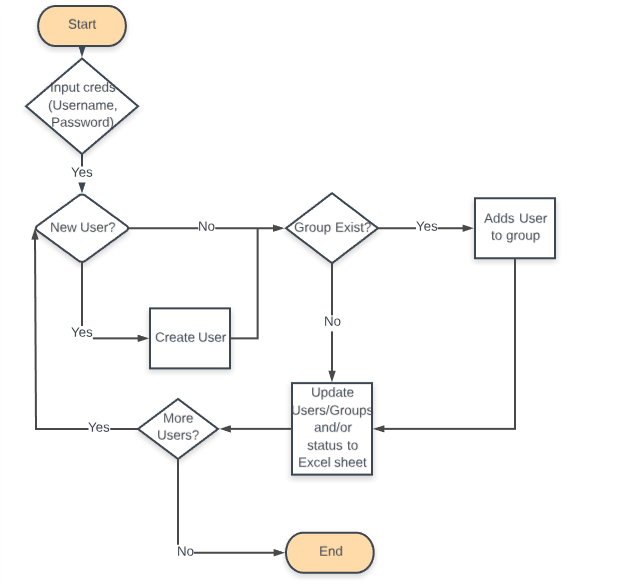 Start
Input creds
(Username,
Password)
Yes
New User?
No
Group Exist?
Yes
Adds User
to group
Yes
Create User
No
Update
Users/Groups
and/or
status to
Excel sheet
More
Users?
Yes
No
End